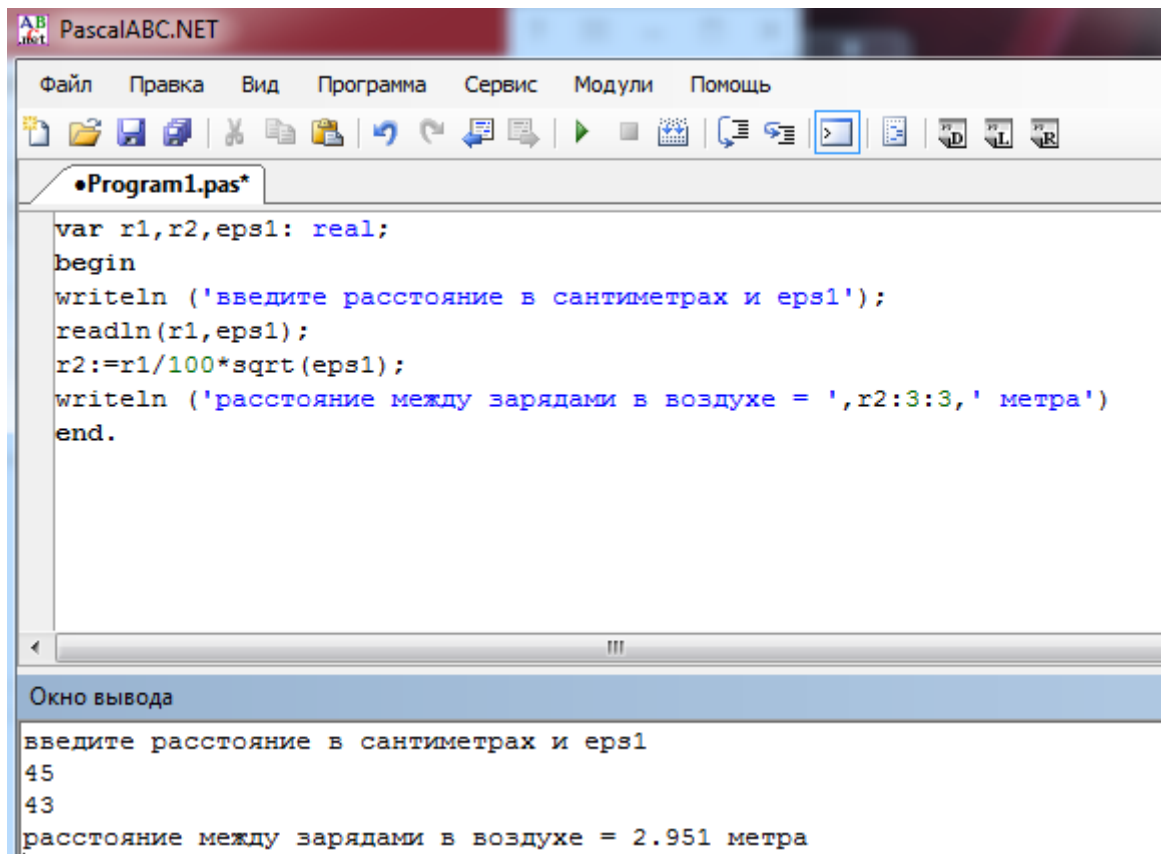 PascalABC.NET
Файл Правка Вид Программа Сервис Модули Помощь
•Program1.pas*
var r1,r2,eps1: real;
begin
writeln ('введите расстояние в сантиметрах и eps1');
readln(r1,eps1);
r2:=r1/100*sqrt(eps1);
writeln ('расстояние между зарядами в воздухе = ',r2:3:3,' метра')
end.
Окно вывода
введите расстояние в сантиметрах и eps1
45
43
расстояние между зарядами в воздухе = 2.951 метра